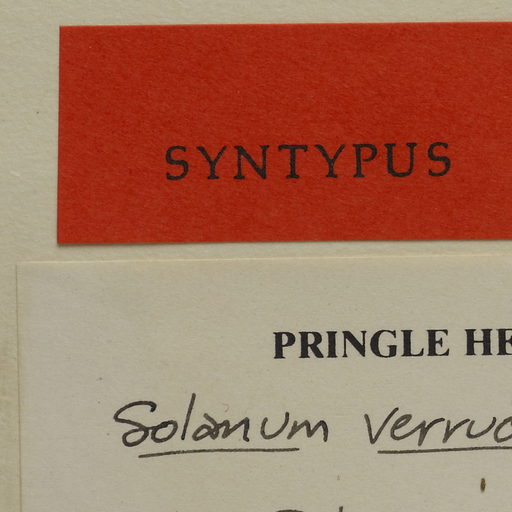 SYNTYPUS
PRINGLE HE
Solanum verruc